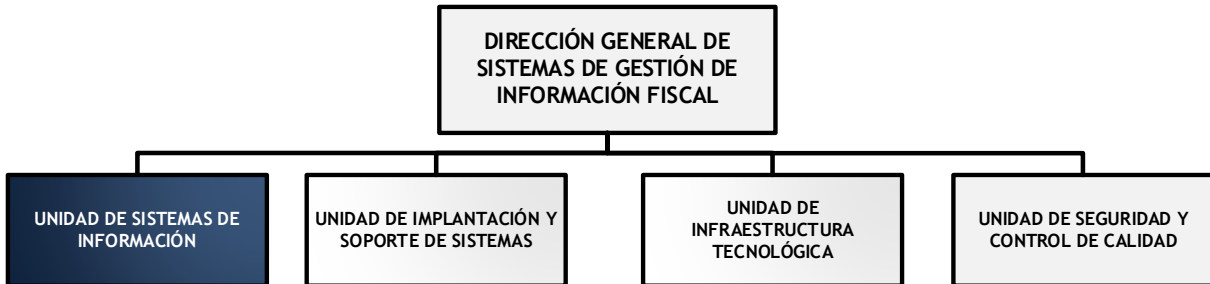 DIRECCIÓN GENERAL DE
SISTEMAS DE GESTIÓN DE
INFORMACIÓN FISCAL
UNIDAD DE SISTEMAS DE
INFORMACIÓN
UNIDAD DE IMPLANTACIÓN Y
SOPORTE DE SISTEMAS
UNIDAD DE
INFRAESTRUCTURA
TECNOLÓGICA
UNIDAD DE SEGURIDAD Y
CONTROL DE CALIDAD